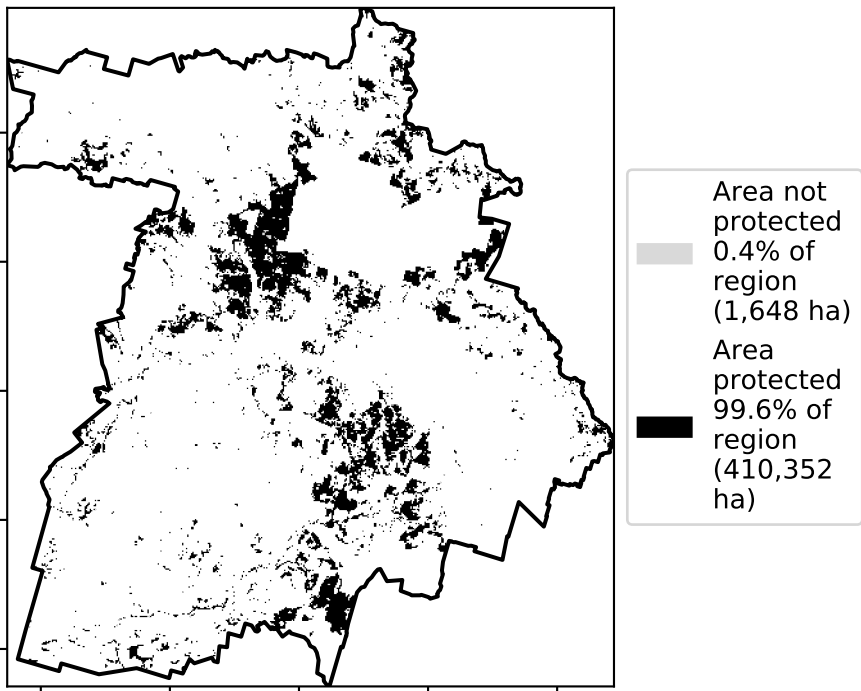 Area not
protected
0.4% of
region
(1,648 ha)
Area
protected
99.6% of
region
(410,352
ha)